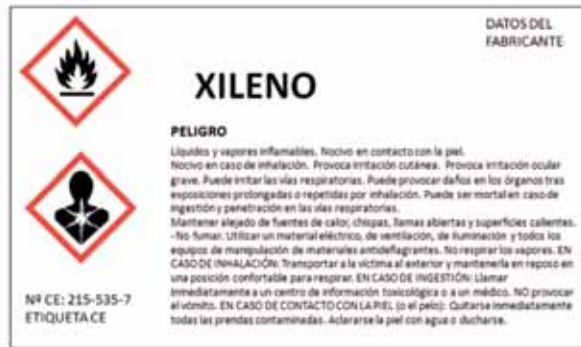 DATOS DEL
FABRICANTE
XILENO
PELIGRO
Líquidos y vapores inflamables. Nocivo en contacto con la piel.
Nocivo en caso de inhalación. Provoca irritación cutánea. Provoca irritación ocular
grave. Puede irritar las vías respiratorias. Puede provocar daños en los órganos tras
exposiciones prolongadas o repetidas por inhalación. Puede ser mortal en caso de
ingestión y penetración en las vías respiratorias.
Mantener alejado de fuentes de calor, chispas, llamas abiertas y superficies calientes.
-No fumar. Utilizar un material eléctrico, de ventilación, de iluminación y todos los
equipos de manipulación de materiales antideflagrantes. No respirar los vapores. EN
CASO DE INHALACIÓN: Transportar a la víctima al exterior y mantenerla en reposo en
una posición confortable para respirar. EN CASO DE INGESTIÓN: Llamar
inmediatamente a un centro de información toxicológica o a un médico. NO provocar
el vómito. EN CASO DE CONTACTO CON LA PIEL (o el pelo): Quitarse inmediatamente
todas las prendas contaminadas. Aclararse la piel con agua o ducharse.
Nº CE: 215-535-7
ETIQUETA CE